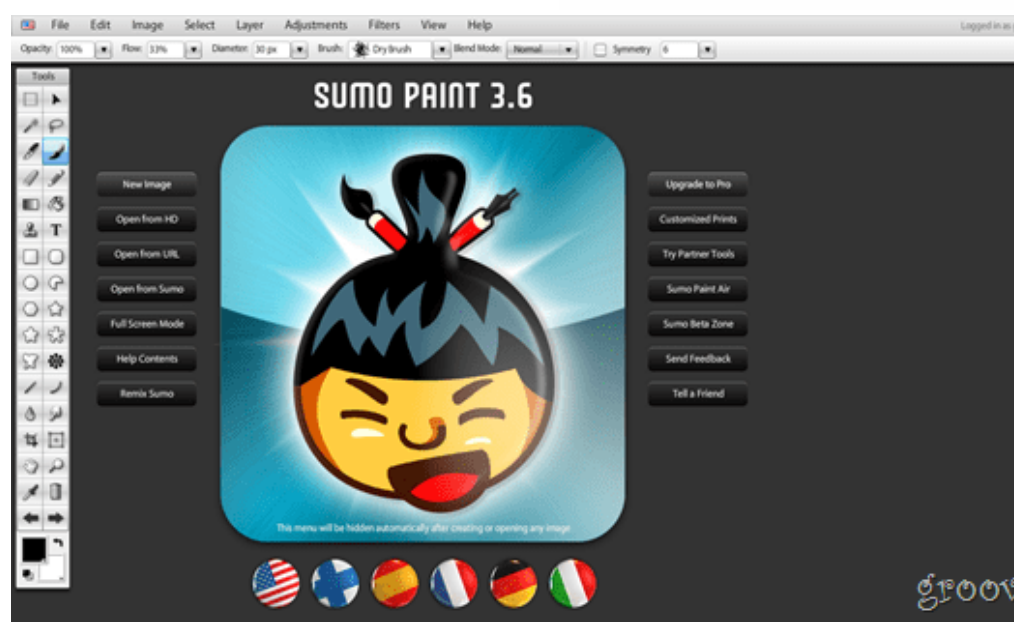 File Edit Image Select Layer Adjustments Filters View Help
Logged in as
Opacity: 100% Flow: 33% Diameter: 30 px Brush: Dry Brush Blend Mode: Normal Symmetry 6
Tools
T
SUMO PAINT 3.6
New Image
Open from HD
Open from URL
Open from Sumo
Full Screen Mode
Help Contents
Remix Sumo
Upgrade to Pro
Customized Prints
Try Partner Tools
Sumo Paint Air
Sumo Beta Zone
Send Feedback
Tell a Friend
This menu will be hidden automatically after creating or opening any image
groov